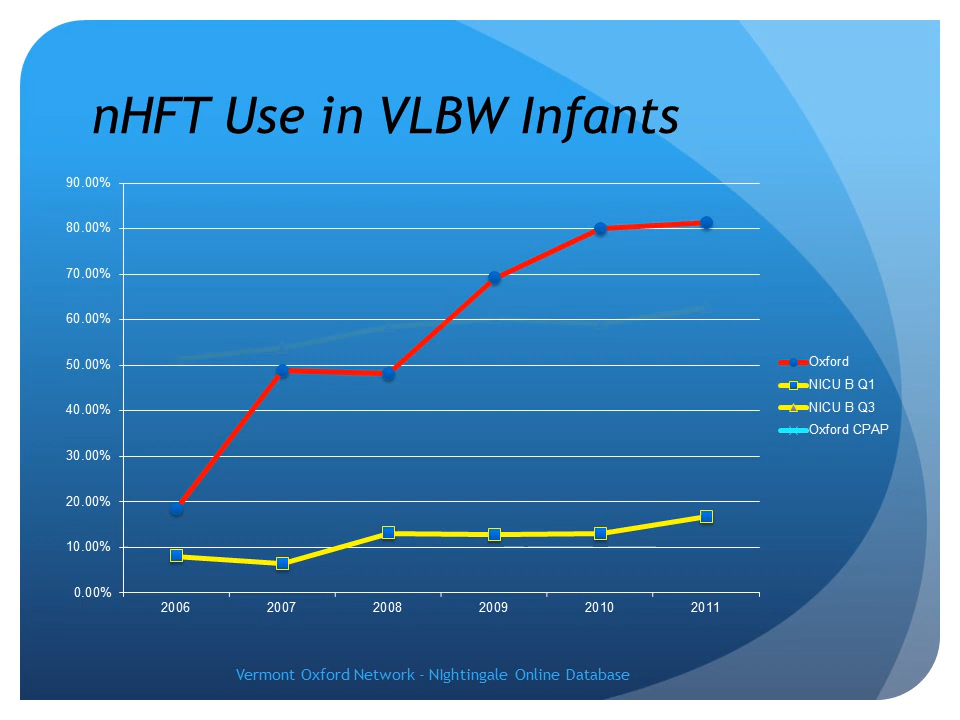 nHFT Use in VLBW Infants
90.00%
80.00%
70.00%
60.00%
50.00%
40.00%
30.00%
20.00%
10.00%
0.00%
2006 2007 2008 2009 2010 2011
Oxford
NICU B Q1
NICU B Q3
Oxford CPAP
Vermont Oxford Network - NIghtingale Online Database